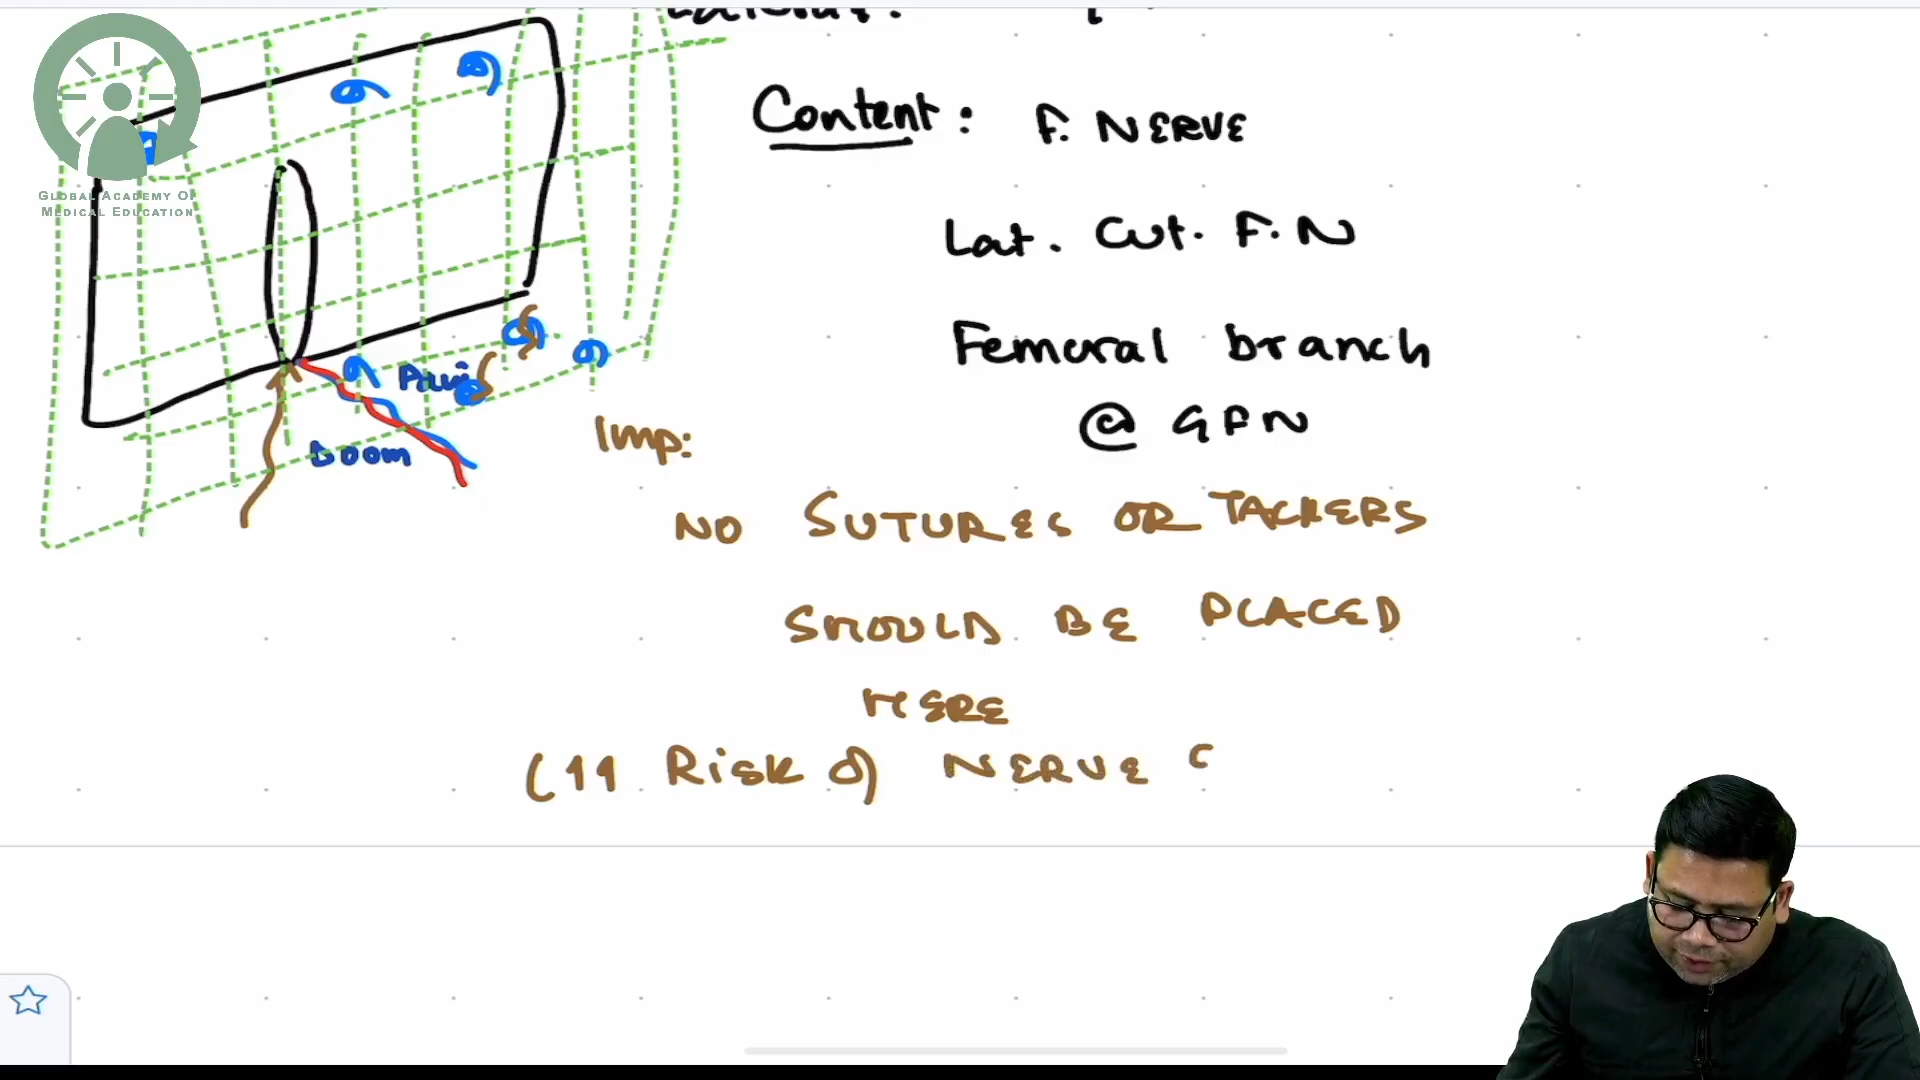 GLOBAL ACADEMY OF
MEDICAL EDUCATION
Content : F. NERVE
Lat. Cut. F. N
Femoral branch
@ GFN
Doom
Imp:
NO SUTURES OR TACKERS
SHOULD BE PLACED
HERE
(↑↑ Risk of NERVE